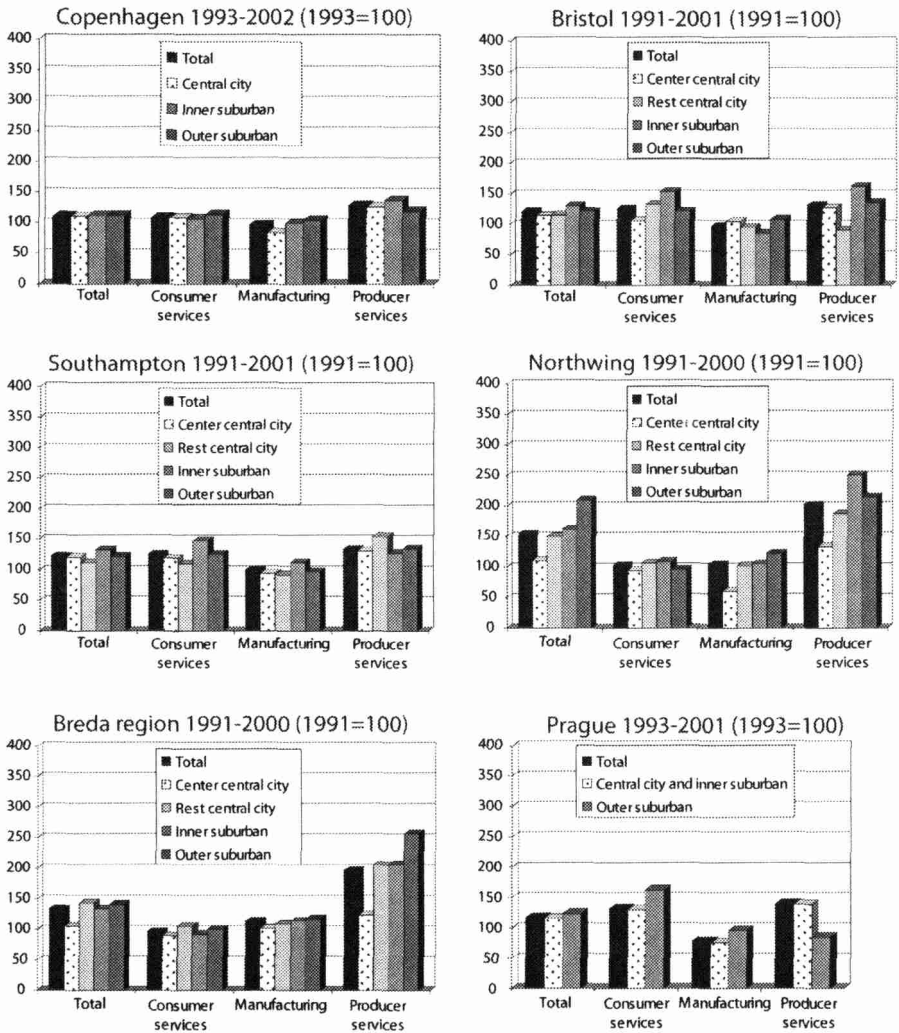 Copenhagen 1993-2002 (1993=100)
400
350
300
250
200
150
100
50
0
Total
Central city
Inner suburban
Outer suburban
Total
Consumer
services
Manufacturing
Producer
services
Bristol 1991-2001 (1991=100)
400
350
300
250
200
150
100
50
0
Total
Center central city
Rest central city
Inner suburban
Outer suburban
Total
Consumer
services
Manufacturing
Producer
services
Southampton 1991-2001 (1991=100)
400
350
300
250
200
150
100
50
0
Total
Center central city
Rest central city
Inner suburban
Outer suburban
Total
Consumer
services
Manufacturing
Producer
services
Northwing 1991-2000 (1991=100)
400
350
300
250
200
150
100
50
0
Total
Center central city
Rest central city
Inner suburban
Outer suburban
Total
Consumer
services
Manufacturing
Producer
services
Breda region 1991-2000 (1991=100)
400
350
300
250
200
150
100
50
0
Total
Center central city
Rest central city
Inner suburban
Outer suburban
Total
Consumer
services
Manufacturing
Producer
services
Prague 1993-2001 (1993=100)
400
350
300
250
200
150
100
50
0
Total
Central city and inner suburban
Outer suburban
Total
Consumer
services
Manufacturing
Producer
services